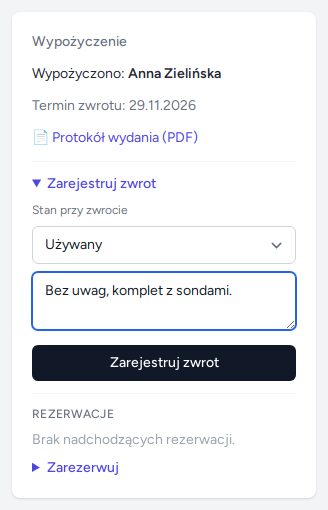 Wypożyczenie
Wypożyczono: Anna Zielińska
Termin zwrotu: 29.11.2026
Protokół wydania (PDF)
Zarejestruj zwrot
Stan przy zwrocie
Używany
Bez uwag, komplet z sondami.
Zarejestruj zwrot
REZERWACJE
Brak nadchodzących rezerwacji.
Zarezerwuj